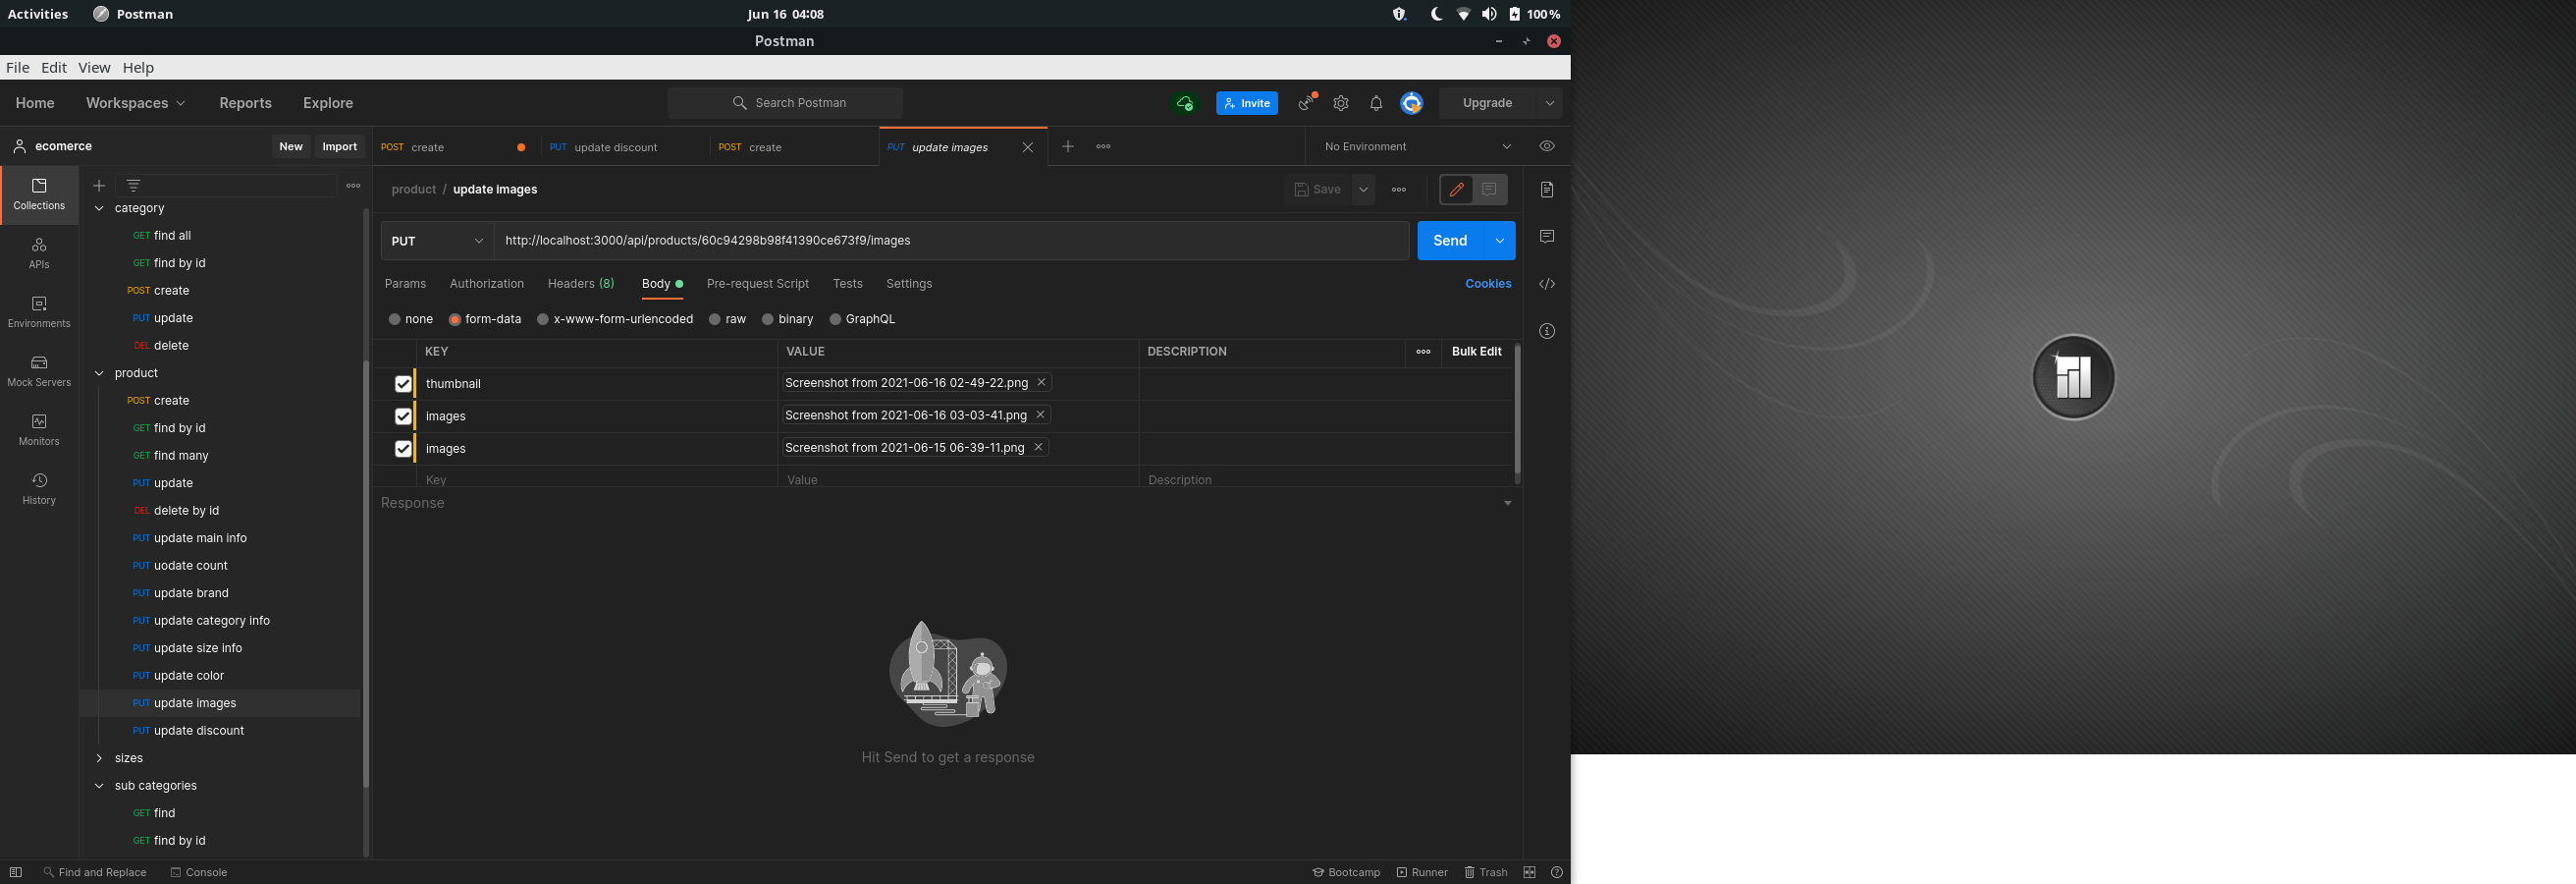 Activities Postman Jun 16 04:08 100%
Postman
File Edit View Help
Home Workspaces Reports Explore Search Postman Invite Upgrade
ecomerce New Import POST create PUT update discount POST create PUT update images No Environment
Collections
APIs
Environments
Mock Servers
Monitors
History
category
GET find all
GET find by id
POST create
PUT update
DEL delete
product
POST create
GET find by id
GET find many
PUT update
DEL delete by id
PUT update main info
PUT uodate count
PUT update brand
PUT update category info
PUT update size info
PUT update color
PUT update images
PUT update discount
sizes
sub categories
GET find
GET find by id
product / update images Save
PUT http://localhost:3000/api/products/60c94298b98f41390ce673f9/images Send
Params Authorization Headers (8) Body Pre-request Script Tests Settings Cookies
none form-data x-www-form-urlencoded raw binary GraphQL
KEY VALUE DESCRIPTION Bulk Edit
thumbnail Screenshot from 2021-06-16 02-49-22.png
images Screenshot from 2021-06-16 03-03-41.png
images Screenshot from 2021-06-15 06-39-11.png
Key Value Description
Response
Hit Send to get a response
Find and Replace Console Bootcamp Runner Trash